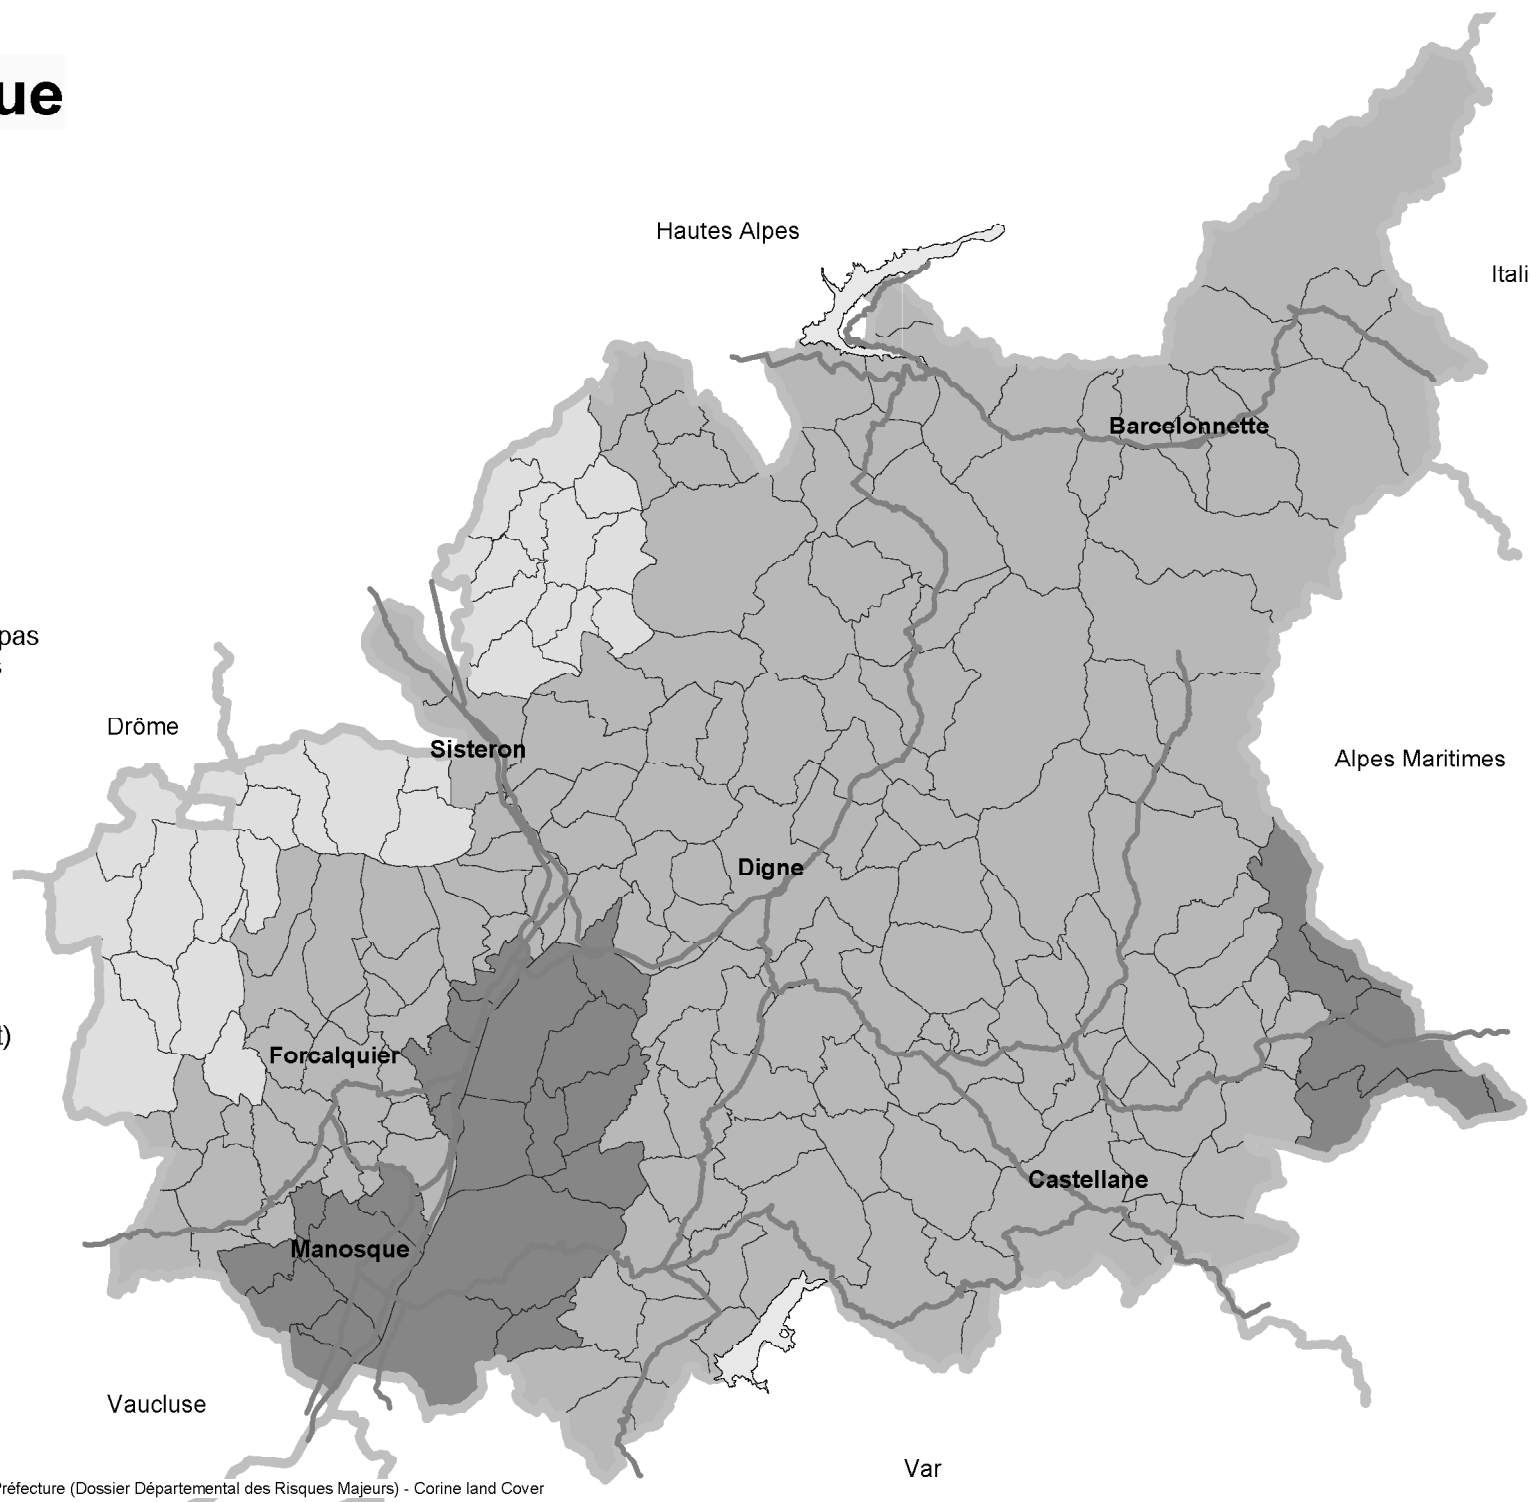 ue
Hautes Alpes
Itali
Barcelonnette
pas
s
Drôme
Sisteron
Alpes Maritimes
Digne
t)
Forcalquier
Castellane
Manosque
Vaucluse
Var
Préfecture (Dossier Départemental des Risques Majeurs) - Corine land Cover